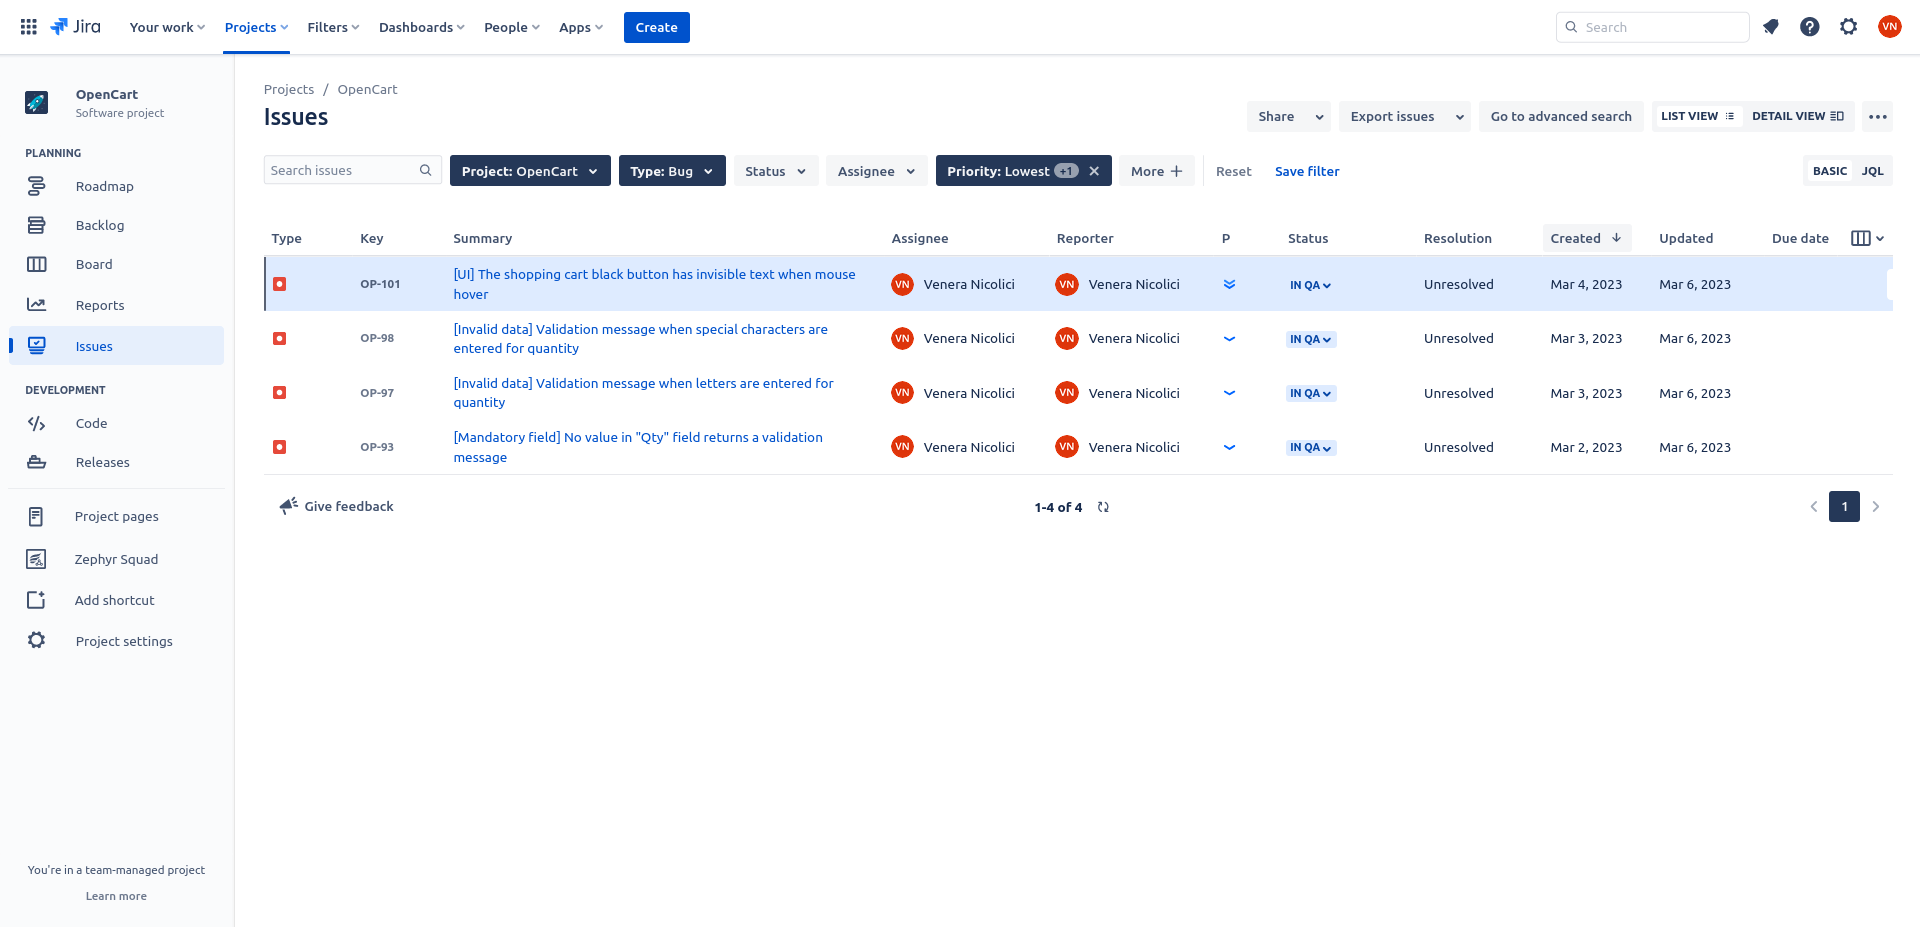 Jira
Your work
Projects
Filters
Dashboards
People
Apps
Create
Search
VN
OpenCart
Software project
PLANNING
Roadmap
Backlog
Board
Reports
Issues
DEVELOPMENT
Code
Releases
Project pages
Zephyr Squad
Add shortcut
Project settings
You're in a team-managed project
Learn more
Projects / OpenCart
Issues
Share
Export issues
Go to advanced search
LIST VIEW
DETAIL VIEW
Search issues
Project: OpenCart
Type: Bug
Status
Assignee
Priority: Lowest +1
More
Reset
Save filter
BASIC
JQL
Type Key Summary Assignee Reporter P Status Resolution Created Updated Due date
OP-101
[UI] The shopping cart black button has invisible text when mouse
hover
VN Venera Nicolici
VN Venera Nicolici
IN QA
Unresolved
Mar 4, 2023
Mar 6, 2023
OP-98
[Invalid data] Validation message when special characters are
entered for quantity
VN Venera Nicolici
VN Venera Nicolici
IN QA
Unresolved
Mar 3, 2023
Mar 6, 2023
OP-97
[Invalid data] Validation message when letters are entered for
quantity
VN Venera Nicolici
VN Venera Nicolici
IN QA
Unresolved
Mar 3, 2023
Mar 6, 2023
OP-93
[Mandatory field] No value in "Qty" field returns a validation
message
VN Venera Nicolici
VN Venera Nicolici
IN QA
Unresolved
Mar 2, 2023
Mar 6, 2023
Give feedback
1-4 of 4
1